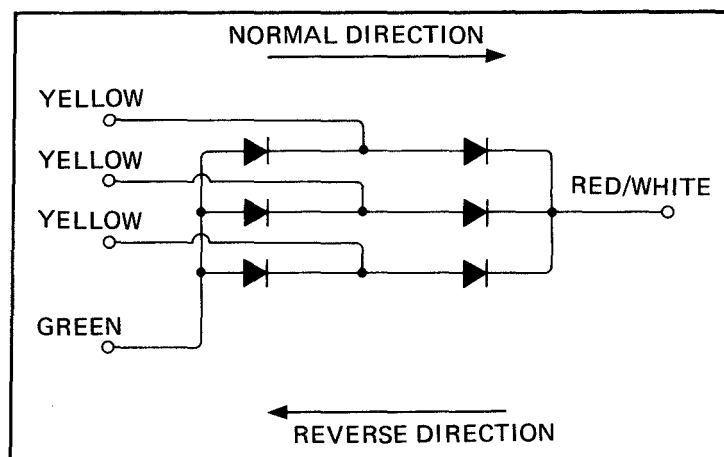 NORMAL DIRECTION
YELLOW
YELLOW
YELLOW
RED/WHITE
GREEN
REVERSE DIRECTION